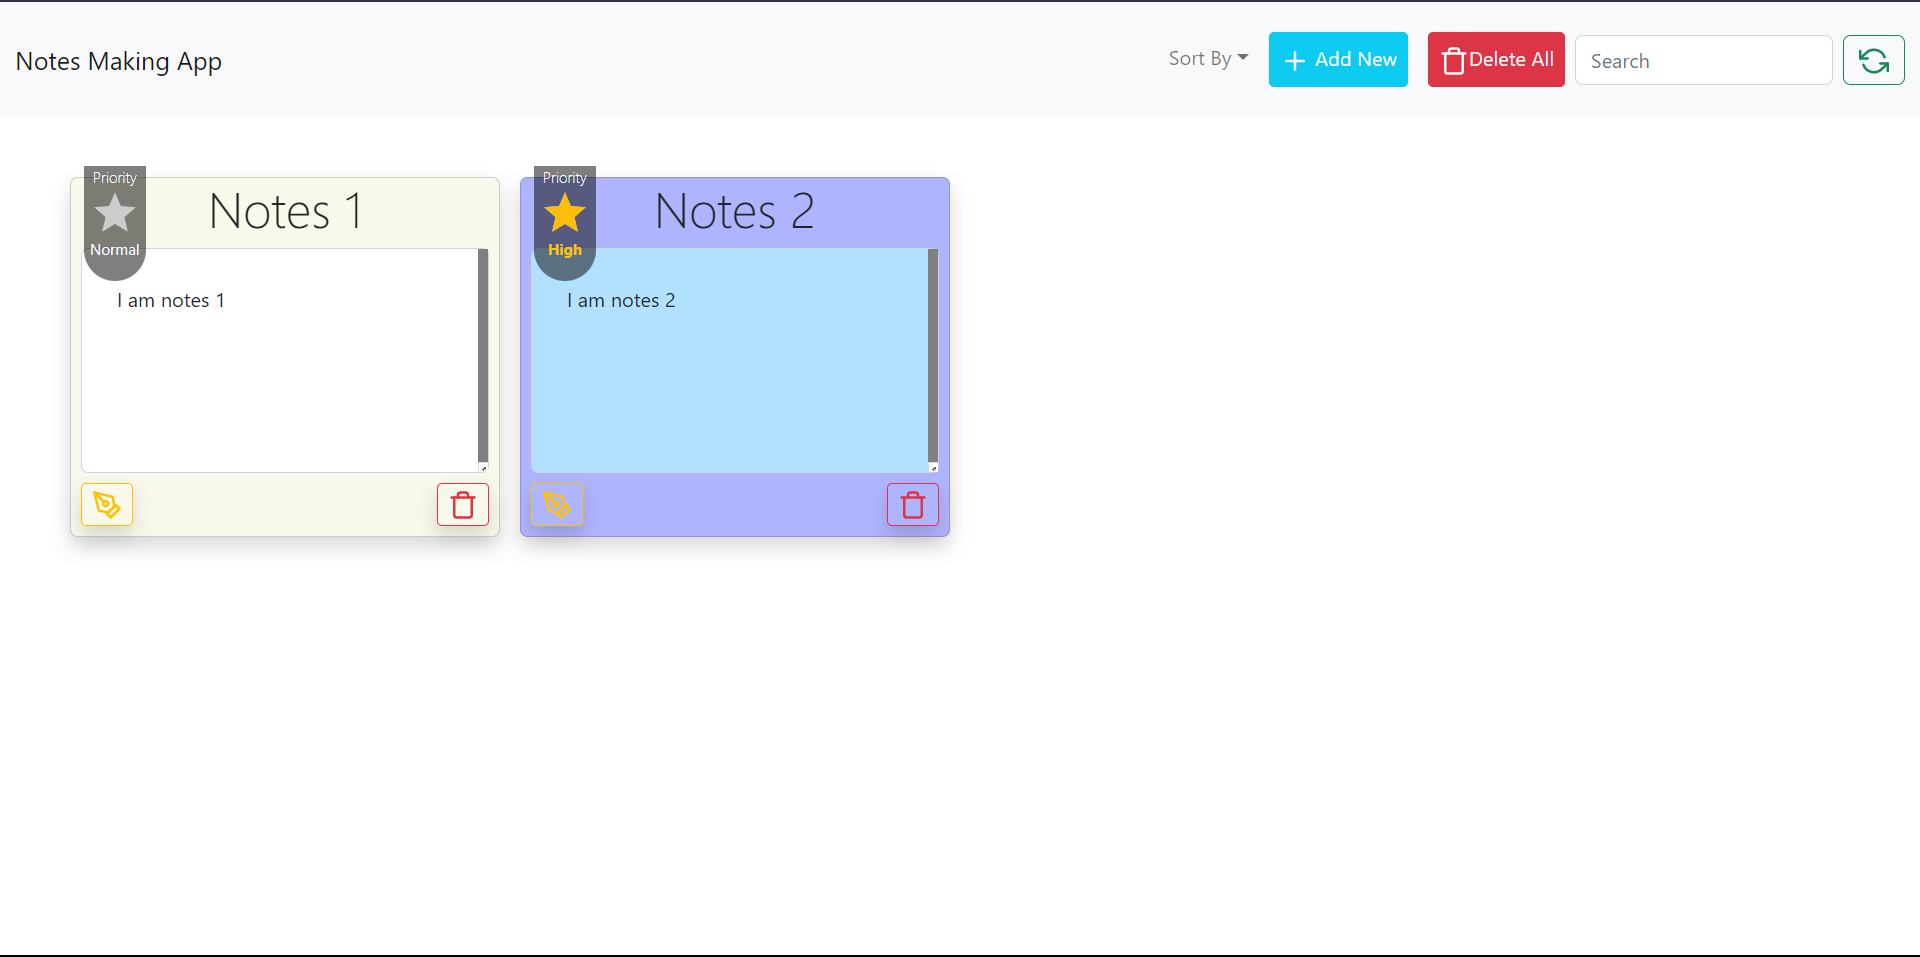 Notes Making App
Sort By
Add New
Delete All
Search
Priority
Normal
Notes 1
I am notes 1
Priority
High
Notes 2
I am notes 2